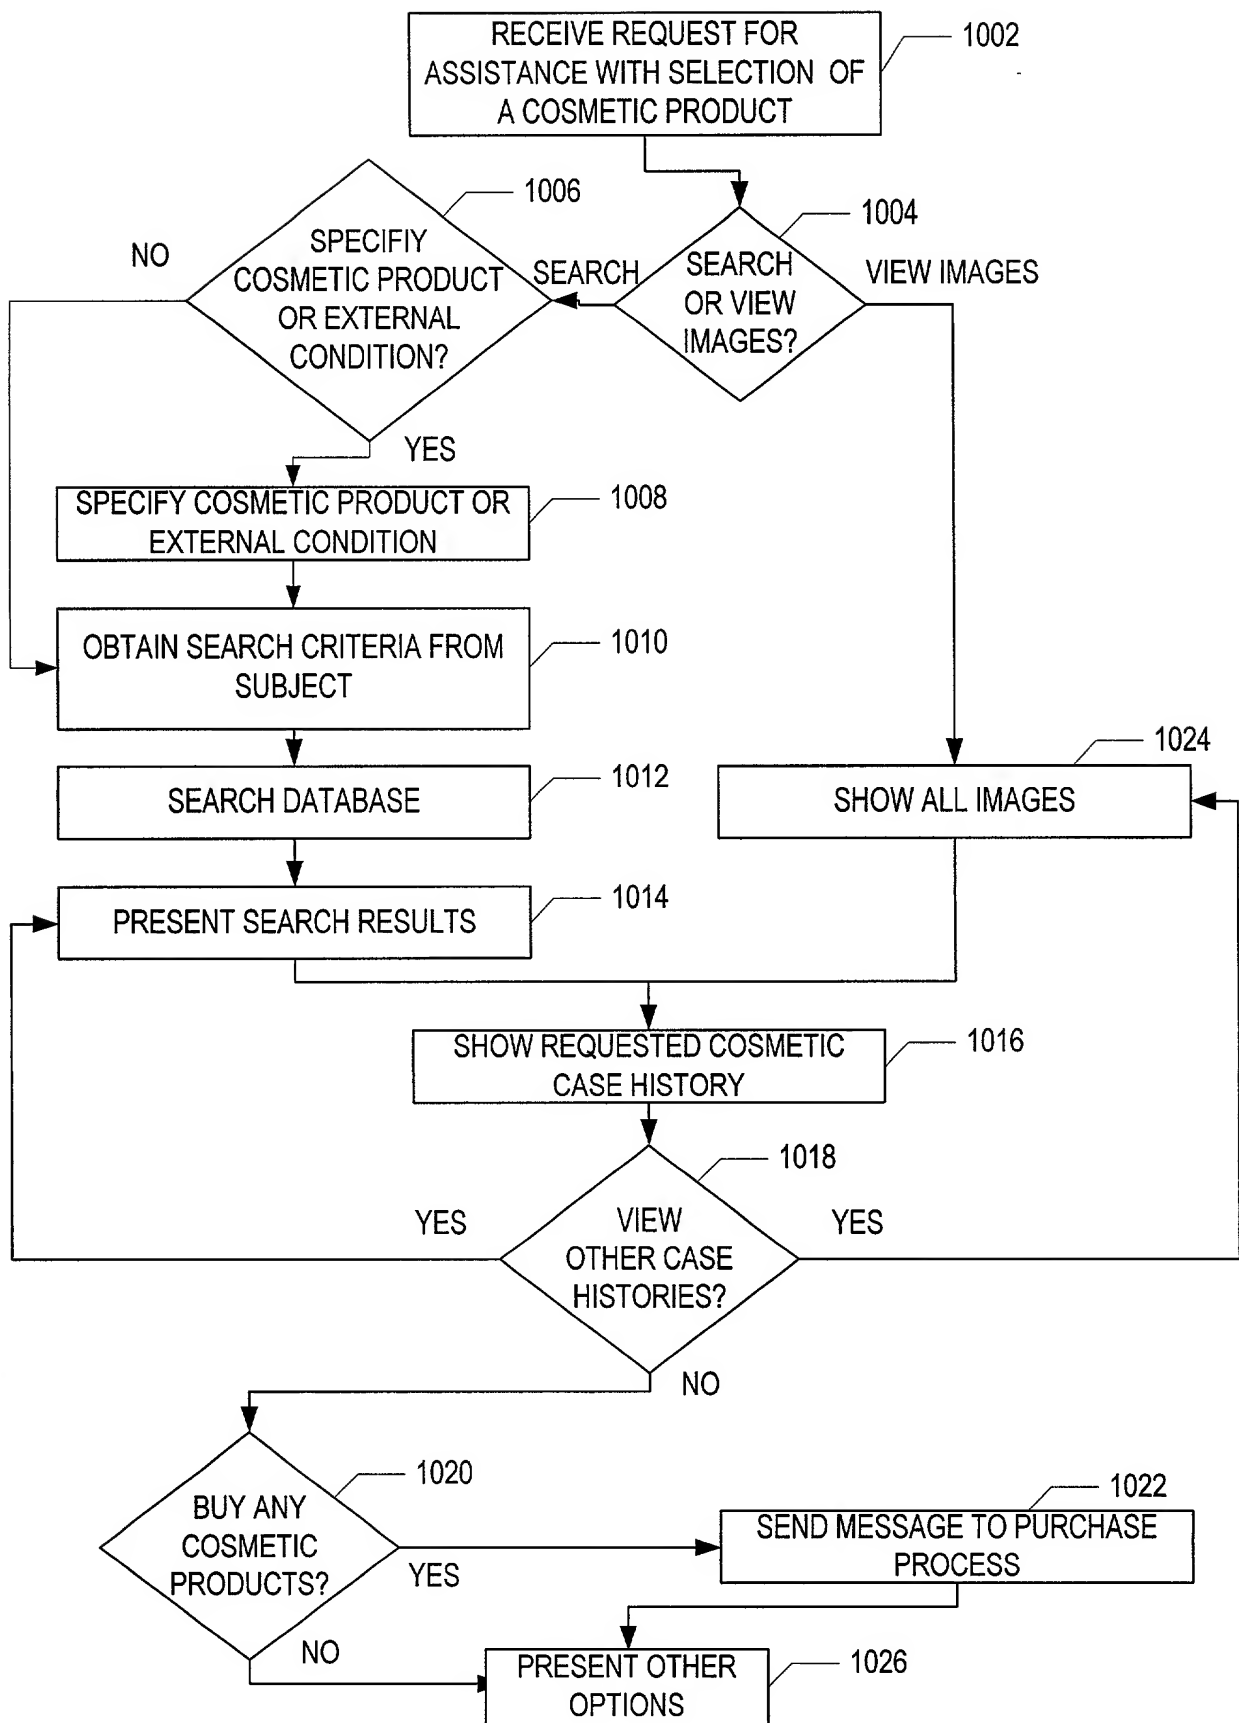 RECEIVE REQUEST FOR
ASSISTANCE WITH SELECTION OF
A COSMETIC PRODUCT
1002
1006
1004
SPECIFIY
COSMETIC PRODUCT
OR EXTERNAL
CONDITION?
NO
SEARCH
SEARCH
OR VIEW
IMAGES?
VIEW IMAGES
YES
SPECIFY COSMETIC PRODUCT OR
EXTERNAL CONDITION
1008
OBTAIN SEARCH CRITERIA FROM
SUBJECT
1010
SEARCH DATABASE
1012
SHOW ALL IMAGES
1024
PRESENT SEARCH RESULTS
1014
SHOW REQUESTED COSMETIC
CASE HISTORY
1016
1018
YES
VIEW
OTHER CASE
HISTORIES?
YES
NO
1020
BUY ANY
COSMETIC
PRODUCTS?
YES
1022
SEND MESSAGE TO PURCHASE
PROCESS
NO
PRESENT OTHER
OPTIONS
1026